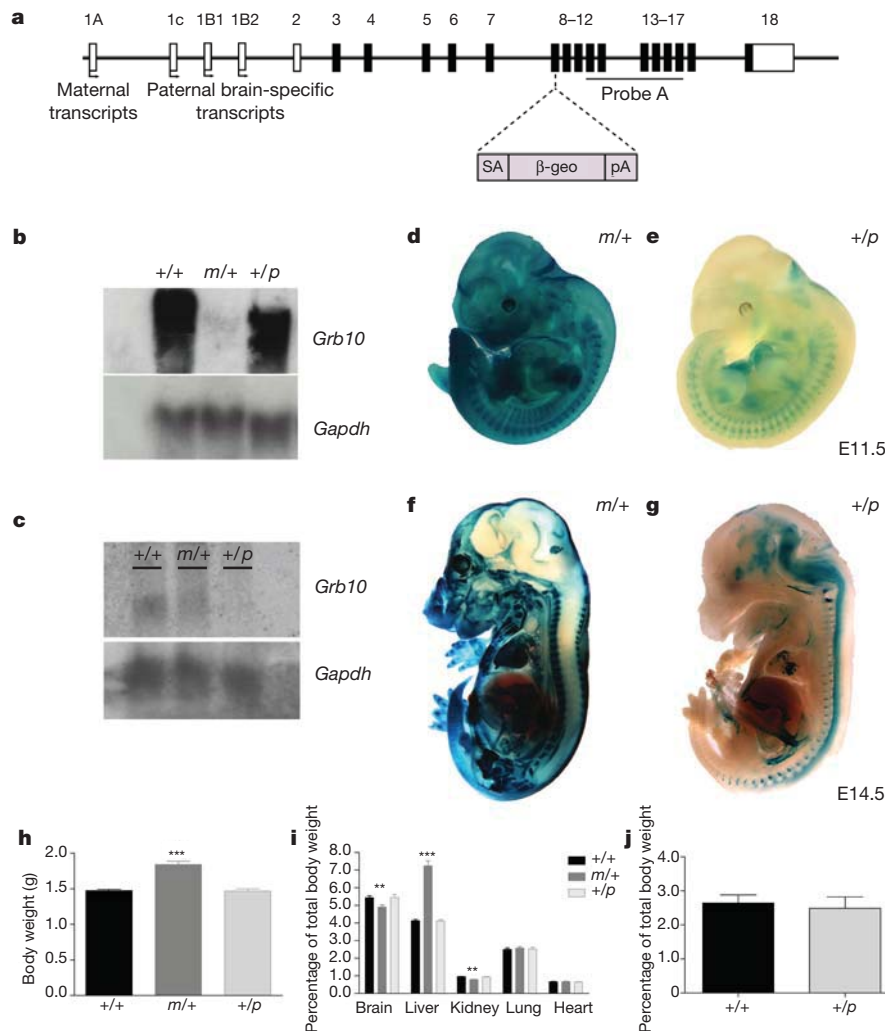 a
1A 1c 1B1 1B2 2 3 4 5 6 7 8–12 13–17 18
Maternal transcripts
Paternal brain-specific transcripts
Probe A
SA β-geo pA
b
+/+ m/+ +/p
Grb10
Gapdh
c
+/+ m/+ +/p
Grb10
Gapdh
d
m/+
e
+/p
E11.5
f
m/+
g
+/p
E14.5
h
Body weight (g)
2.0
1.5
1.0
0.5
0
***
+/+ m/+ +/p
i
Percentage of total body weight
8.0
7.0
6.0
5.0
4.0
3.0
2.0
1.0
0
**
***
**
+/+
m/+
+/p
Brain Liver Kidney Lung Heart
j
Percentage of total body weight
4.0
3.0
2.0
1.0
0
+/+ +/p